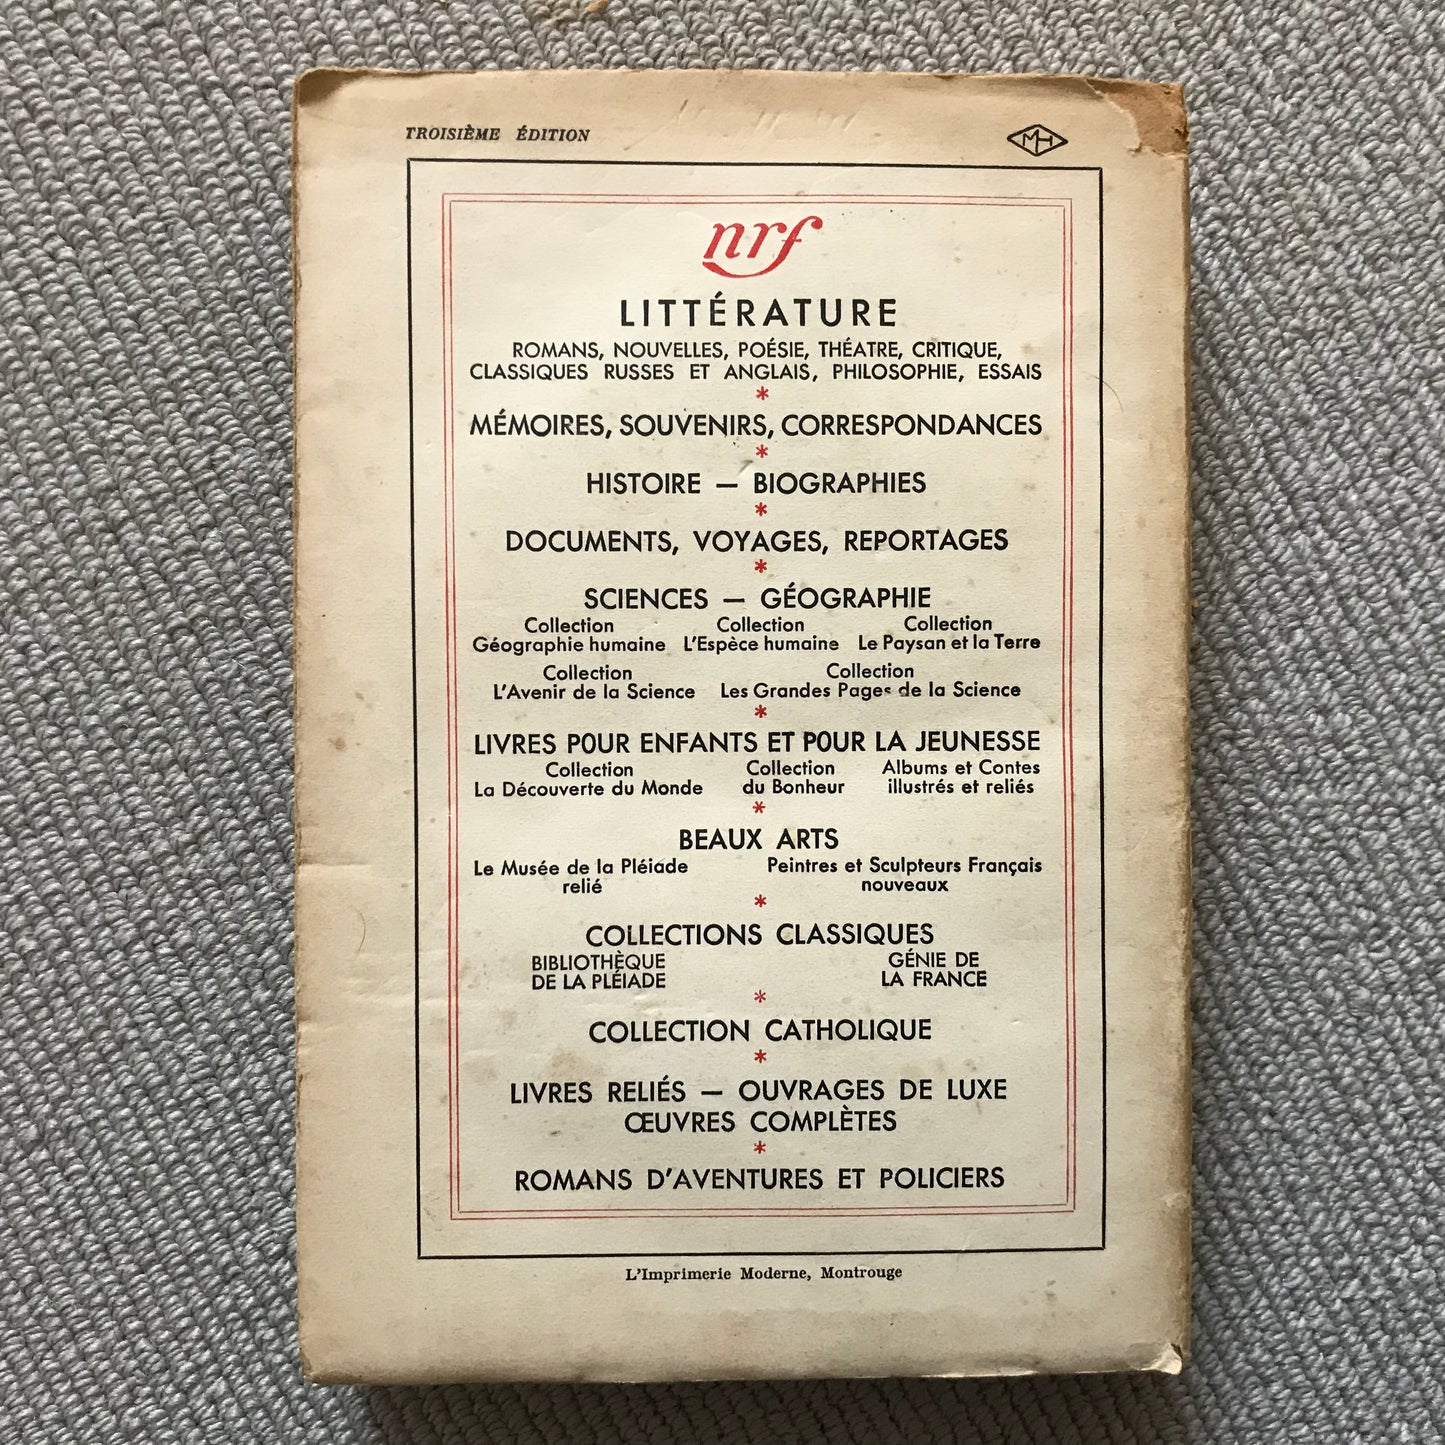 TROISIÈME ÉDITION
MH
nrf
LITTÉRATURE
ROMANS, NOUVELLES, POÉSIE, THÉATRE, CRITIQUE,
CLASSIQUES RUSSES ET ANGLAIS, PHILOSOPHIE, ESSAIS
*
MÉMOIRES, SOUVENIRS, CORRESPONDANCES
*
HISTOIRE — BIOGRAPHIES
*
DOCUMENTS, VOYAGES, REPORTAGES
*
SCIENCES — GÉOGRAPHIE
Collection Collection Collection
Géographie humaine L'Espèce humaine Le Paysan et la Terre
Collection Collection
L'Avenir de la Science Les Grandes Pages de la Science
*
LIVRES POUR ENFANTS ET POUR LA JEUNESSE
Collection Collection Albums et Contes
La Découverte du Monde du Bonheur illustrés et reliés
*
BEAUX ARTS
Le Musée de la Pléiade Peintres et Sculpteurs Français
relié nouveaux
*
COLLECTIONS CLASSIQUES
BIBLIOTHÈQUE GÉNIE DE
DE LA PLÉIADE LA FRANCE
*
COLLECTION CATHOLIQUE
*
LIVRES RELIÉS — OUVRAGES DE LUXE
ŒUVRES COMPLÈTES
*
ROMANS D'AVENTURES ET POLICIERS
L'Imprimerie Moderne, Montrouge